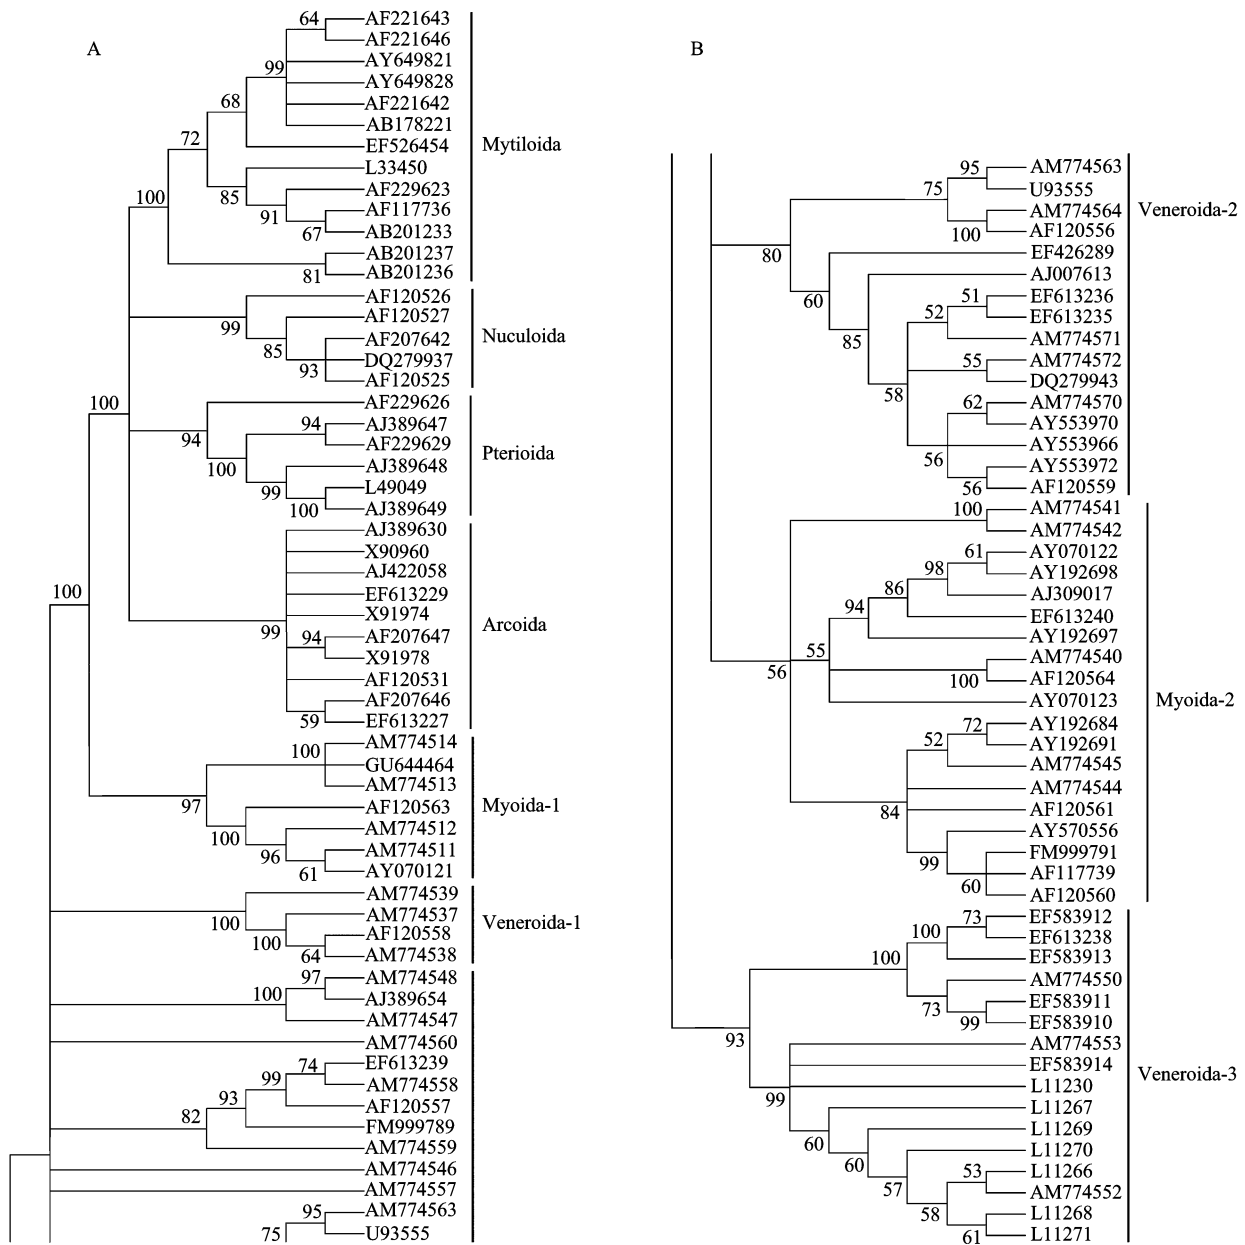 A
64
AF221643
AF221646
99
AY649821
AY649828
68
AF221642
AB178221
72
EF526454
Mytiloida
L33450
100
85
AF229623
91
AF117736
67
AB201233
AB201237
81
AB201236
AF120526
99
AF120527
Nuculoida
85
AF207642
93
DQ279937
AF120525
100
AF229626
94
94
AJ389647
AF229629
Pterioida
100
AJ389648
99
L49049
100
AJ389649
AJ389630
X90960
AJ422058
100
EF613229
X91974
Arcoida
99
94
AF207647
X91978
AF120531
AF207646
59
EF613227
100
AM774514
GU644464
AM774513
97
AF120563
Myoida-1
100
AM774512
96
AM774511
61
AY070121
AM774539
100
AM774537
Veneroida-1
100
AF120558
64
AM774538
97
AM774548
100
AJ389654
AM774547
AM774560
74
EF613239
99
AM774558
93
AF120557
82
FM999789
AM774559
AM774546
AM774557
95
AM774563
75
U93555
B
95
AM774563
75
U93555
AM774564
Veneroida-2
100
AF120556
80
EF426289
AJ007613
60
51
EF613236
52
EF613235
85
AM774571
55
AM774572
DQ279943
58
62
AM774570
AY553970
AY553966
56
AY553972
56
AF120559
100
AM774541
AM774542
61
AY070122
98
AY192698
86
AJ309017
94
EF613240
AY192697
55
AM774540
56
100
AF120564
AY070123
Myoida-2
72
AY192684
52
AY192691
AM774545
AM774544
84
AF120561
AY570556
99
FM999791
AF117739
60
AF120560
73
EF583912
100
EF613238
100
EF583913
AM774550
73
EF583911
99
EF583910
93
AM774553
EF583914
Veneroida-3
99
L11230
L11267
60
L11269
60
L11270
57
53
L11266
AM774552
58
L11268
61
L11271